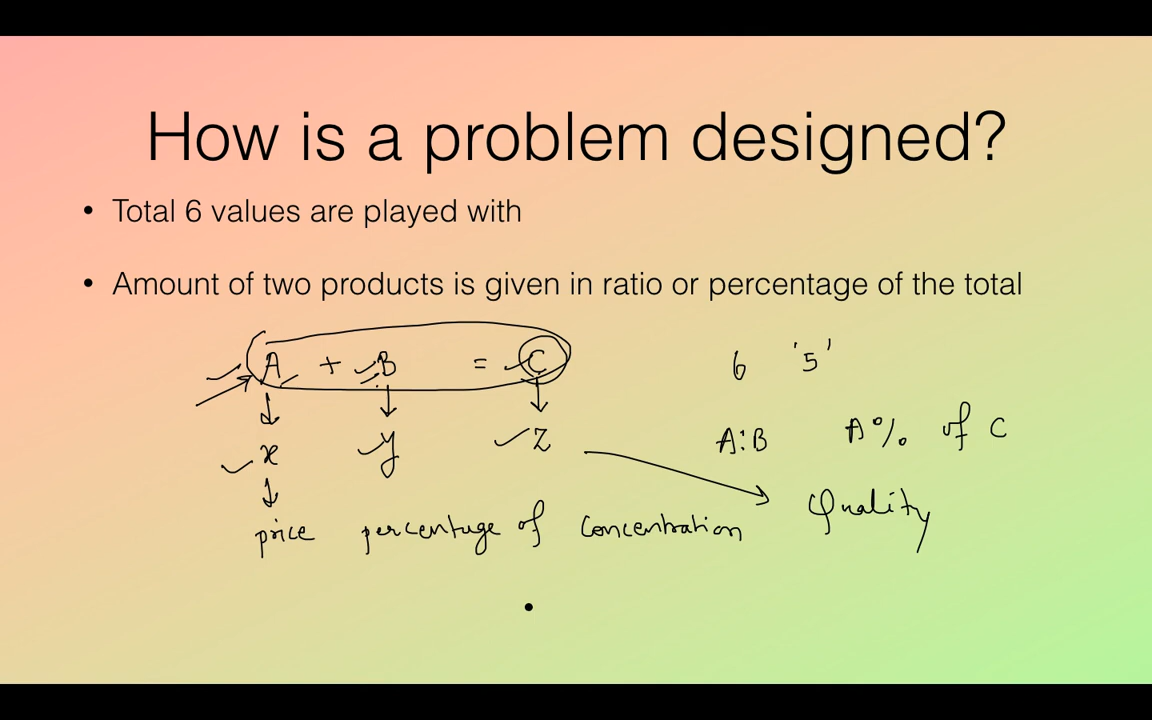 How is a problem designed?
• Total 6 values are played with
• Amount of two products is given in ratio or percentage of the total
A + B = C 6 '5'
x y z A:B A% of C
price percentage of Concentration Quality